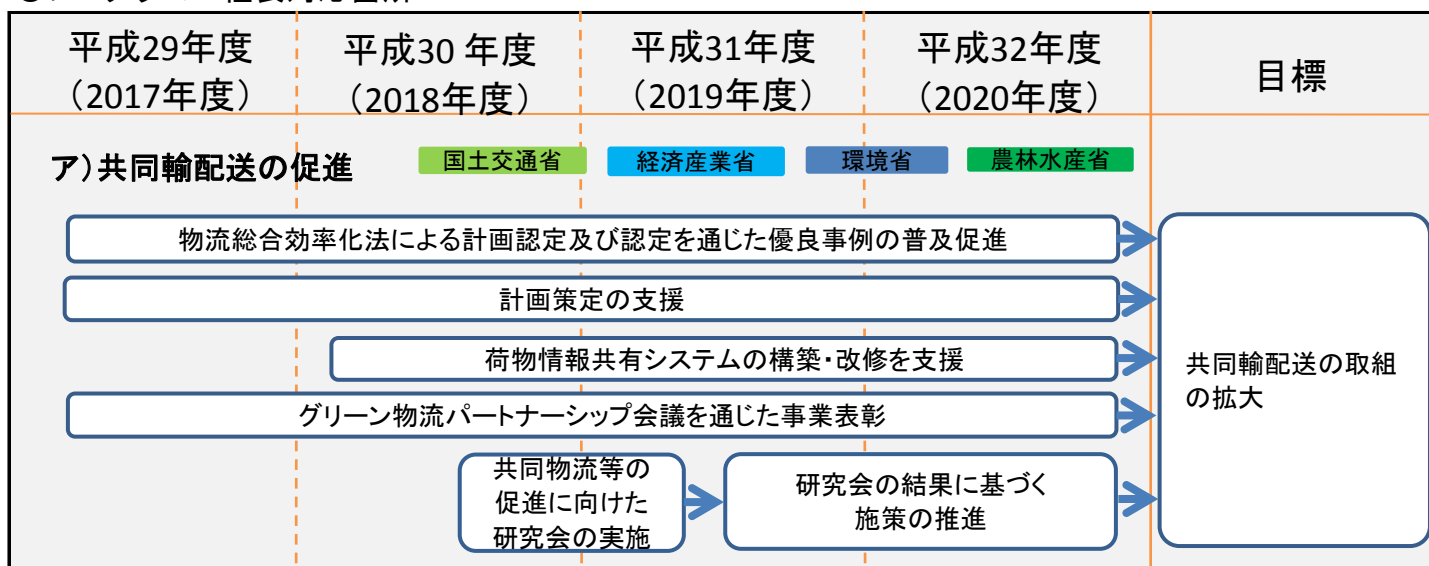 平成29年度
（2017年度）
平成30 年度
（2018年度）
平成31年度
（2019年度）
平成32年度
（2020年度）
目標
ア）共同輸配送の促進
国土交通省
経済産業省
環境省
農林水産省
物流総合効率化法による計画認定及び認定を通じた優良事例の普及促進
計画策定の支援
荷物情報共有システムの構築・改修を支援
グリーン物流パートナーシップ会議を通じた事業表彰
共同物流等の
促進に向けた
研究会の実施
研究会の結果に基づく
施策の推進
共同輸配送の取組
の拡大